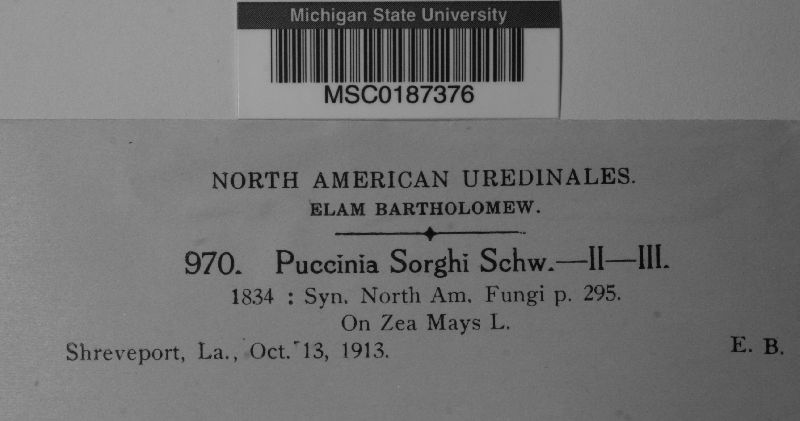 Michigan State University
MSC0187376
NORTH AMERICAN UREDINALES.
ELAM BARTHOLOMEW.
970. Puccinia Sorghi Schw.—II—III.
1834 : Syn. North Am. Fungi p. 295.
On Zea Mays L.
Shreveport, La., Oct. 13, 1913. E. B.